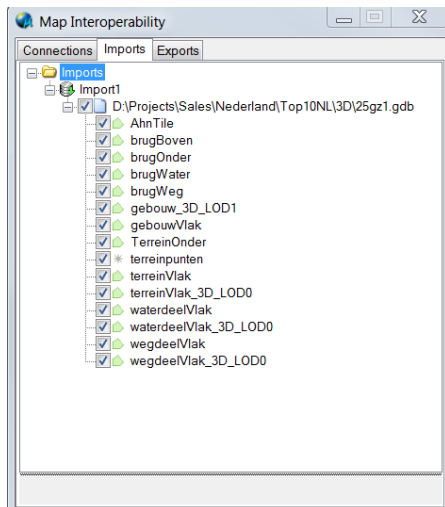 Map Interoperability
Connections Imports Exports
Imports
Import1
D:\Projects\Sales\Nederland\Top10NL\3D\25gz1.gdb
AhnTile
brugBoven
brugOnder
brugWater
brugWeg
gebouw_3D_LOD1
gebouwVlak
TerreinOnder
terreinpunten
terreinVlak
terreinVlak_3D_LOD0
waterdeelVlak
waterdeelVlak_3D_LOD0
wegdeelVlak
wegdeelVlak_3D_LOD0